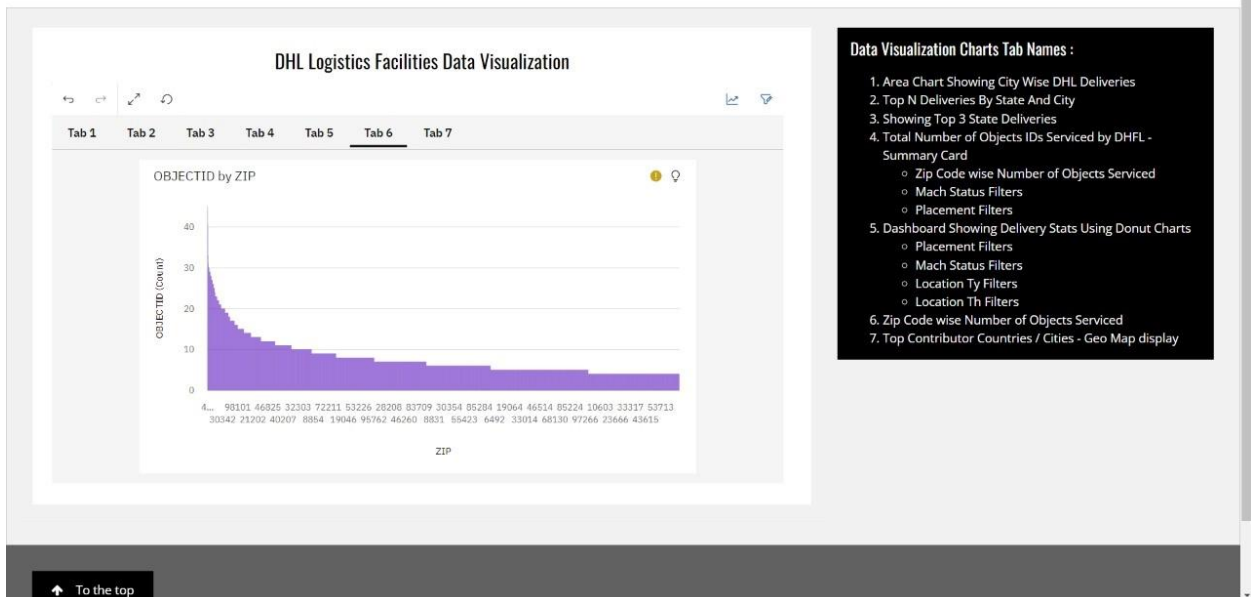 DHL Logistics Facilities Data Visualization
Tab 1 Tab 2 Tab 3 Tab 4 Tab 5 Tab 6 Tab 7
OBJECTID by ZIP
OBJECTID (Count)
40
30
20
10
0
4... 98101 46825 32303 72211 53226 28208 83709 30354 85284 19064 46514 85224 10603 33317 53713
30342 21202 40207 8854 19046 95762 46260 8831 55423 6492 33014 68130 97266 23666 43615
ZIP
Data Visualization Charts Tab Names :
1. Area Chart Showing City Wise DHL Deliveries
2. Top N Deliveries By State And City
3. Showing Top 3 State Deliveries
4. Total Number of Objects IDs Serviced by DHFL -
Summary Card
Zip Code wise Number of Objects Serviced
Mach Status Filters
Placement Filters
5. Dashboard Showing Delivery Stats Using Donut Charts
Placement Filters
Mach Status Filters
Location Ty Filters
Location Th Filters
6. Zip Code wise Number of Objects Serviced
7. Top Contributor Countries / Cities - Geo Map display
To the top